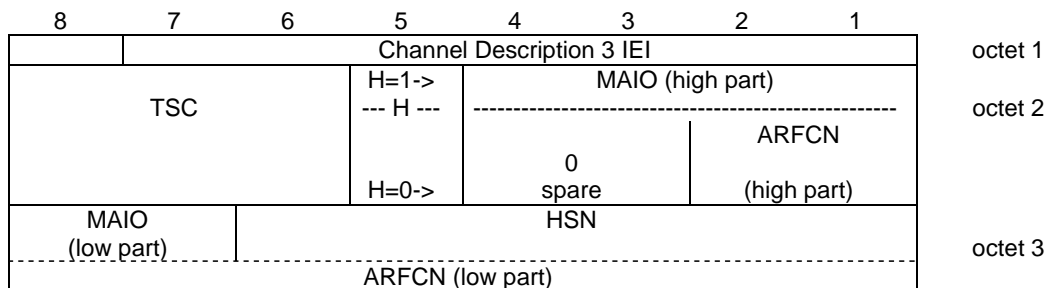 8 7 6 5 4 3 2 1
Channel Description 3 IEI octet 1
H=1-> MAIO (high part)
TSC --- H --- ---------------------------------------------------- octet 2
ARFCN
0
H=0-> spare (high part)
MAIO HSN
(low part) octet 3
ARFCN (low part)